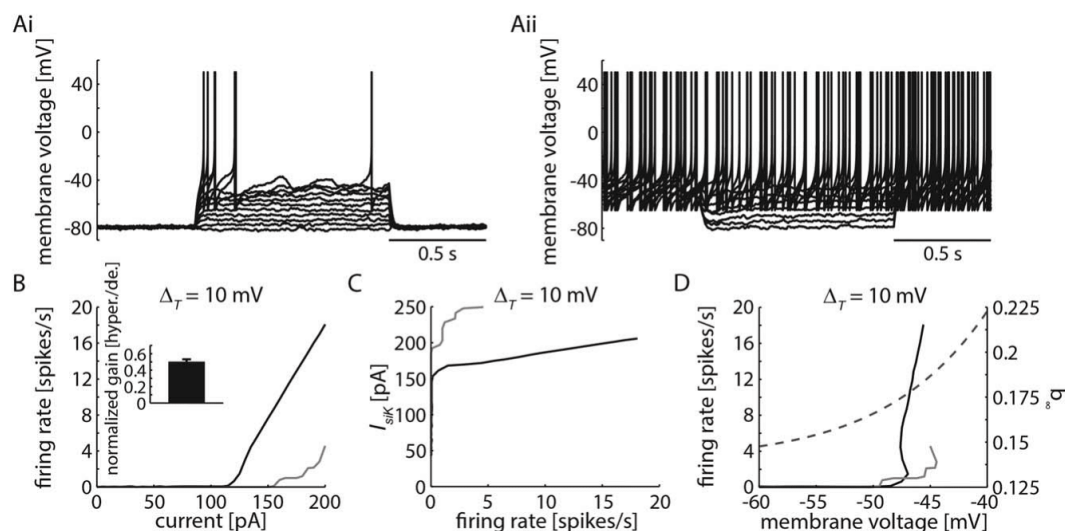 Ai
membrane voltage [mV]
40
0
-40
-80
0.5 s
Aii
membrane voltage [mV]
40
0
-40
-80
0.5 s
B
ΔT = 10 mV
firing rate [spikes/s]
20
16
12
8
4
0
0 50 100 150 200
current [pA]
normalized gain [hyper./de.]
0.6
0.4
0.2
0
C
ΔT = 10 mV
IsiK [pA]
250
200
150
100
50
0
0 5 10 15 20
firing rate [spikes/s]
D
ΔT = 10 mV
firing rate [spikes/s]
20
16
12
8
4
0
-60 -55 -50 -45 -40
membrane voltage [mV]
0.225
0.2
0.175
0.15
0.125
b∞